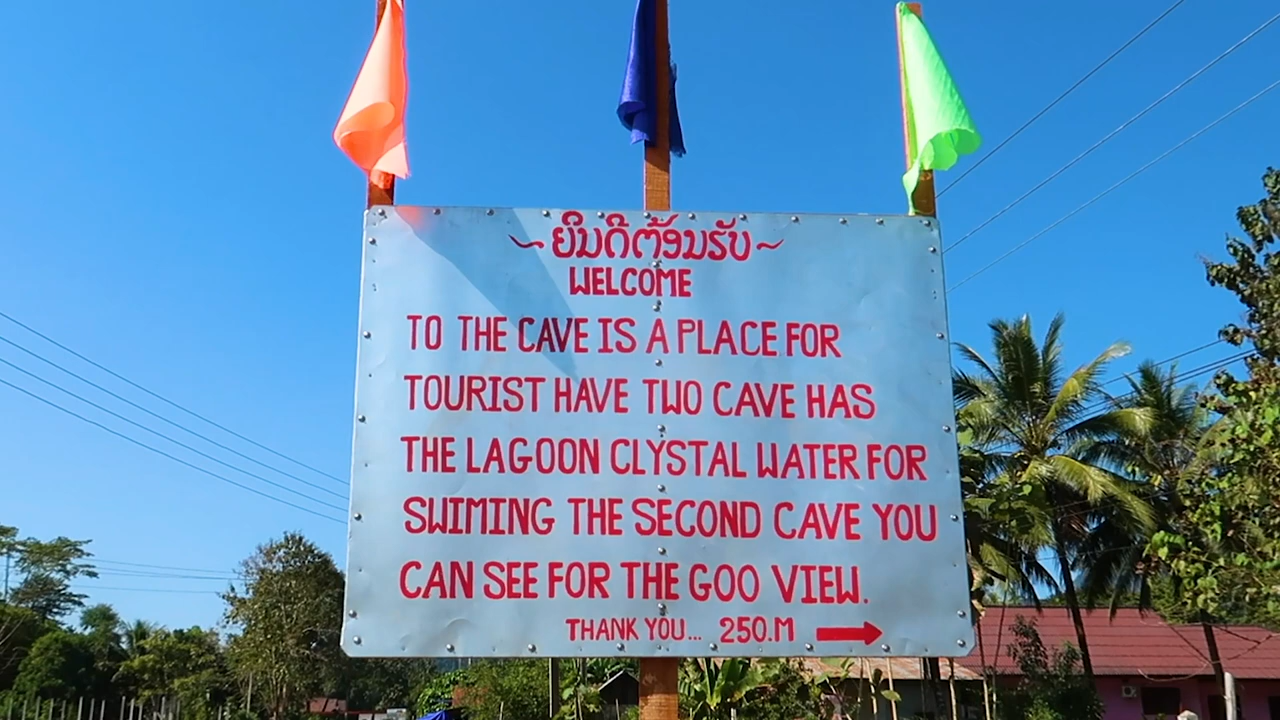 ~ຍິນດີຕ້ອນຮັບ~
WELCOME
TO THE CAVE IS A PLACE FOR
TOURIST HAVE TWO CAVE HAS
THE LAGOON CLYSTAL WATER FOR
SWIMING THE SECOND CAVE YOU
CAN SEE FOR THE GOO VIEW.
THANK YOU... 250.M →